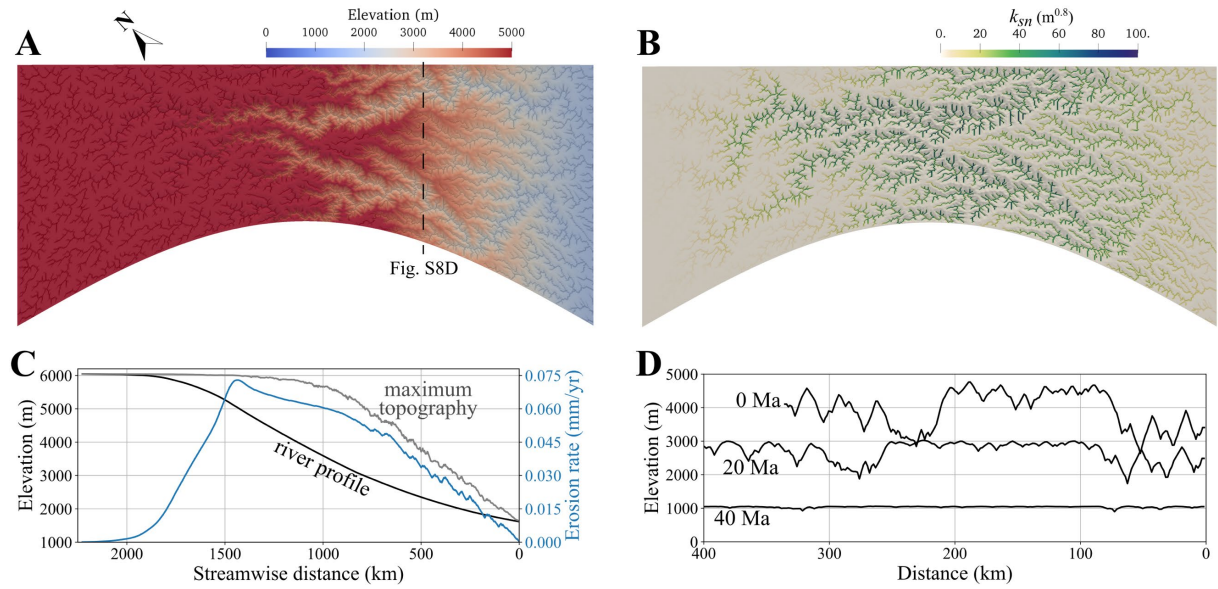 A
N
Elevation (m)
0 1000 2000 3000 4000 5000
Fig. S8D
B
ksn (m0.8)
0. 20 40 60 80 100.
C
6000
5000
4000
3000
2000
1000
Elevation (m)
maximum
topography
river profile
0.075
0.060
0.045
0.030
0.015
0.000
Erosion rate (mm/yr)
2000 1500 1000 500 0
Streamwise distance (km)
D
5000
4000
3000
2000
1000
0
Elevation (m)
0 Ma
20 Ma
40 Ma
400 300 200 100 0
Distance (km)